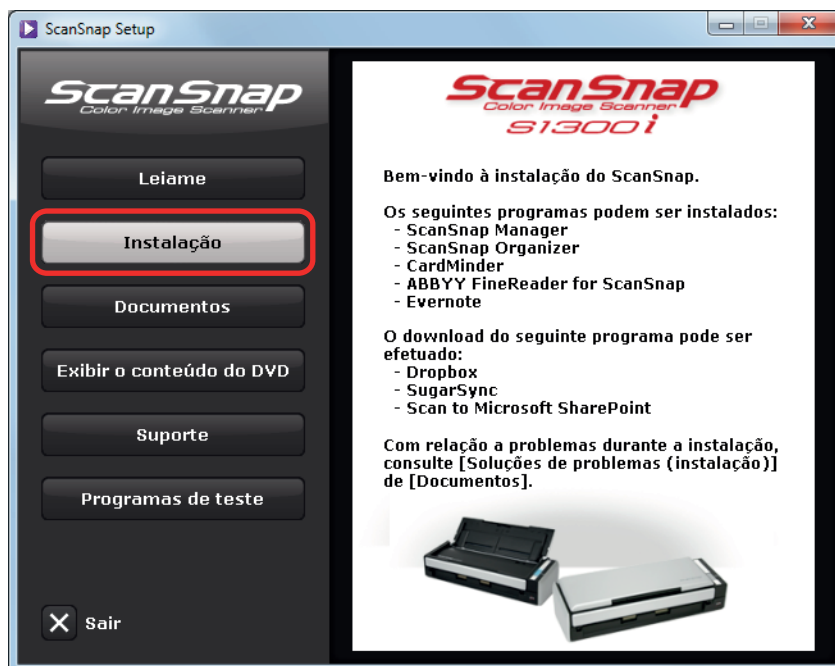 ScanSnap Setup
ScanSnap
Color Image Scanner
Leiame
Instalação
Documentos
Exibir o conteúdo do DVD
Suporte
Programas de teste
Sair
ScanSnap
Color Image Scanner
S1300i
Bem-vindo à instalação do ScanSnap.
Os seguintes programas podem ser instalados:
- ScanSnap Manager
- ScanSnap Organizer
- CardMinder
- ABBYY FineReader for ScanSnap
- Evernote
O download do seguinte programa pode ser
efetuado:
- Dropbox
- SugarSync
- Scan to Microsoft SharePoint
Com relação a problemas durante a instalação,
consulte [Soluções de problemas (instalação)]
de [Documentos].